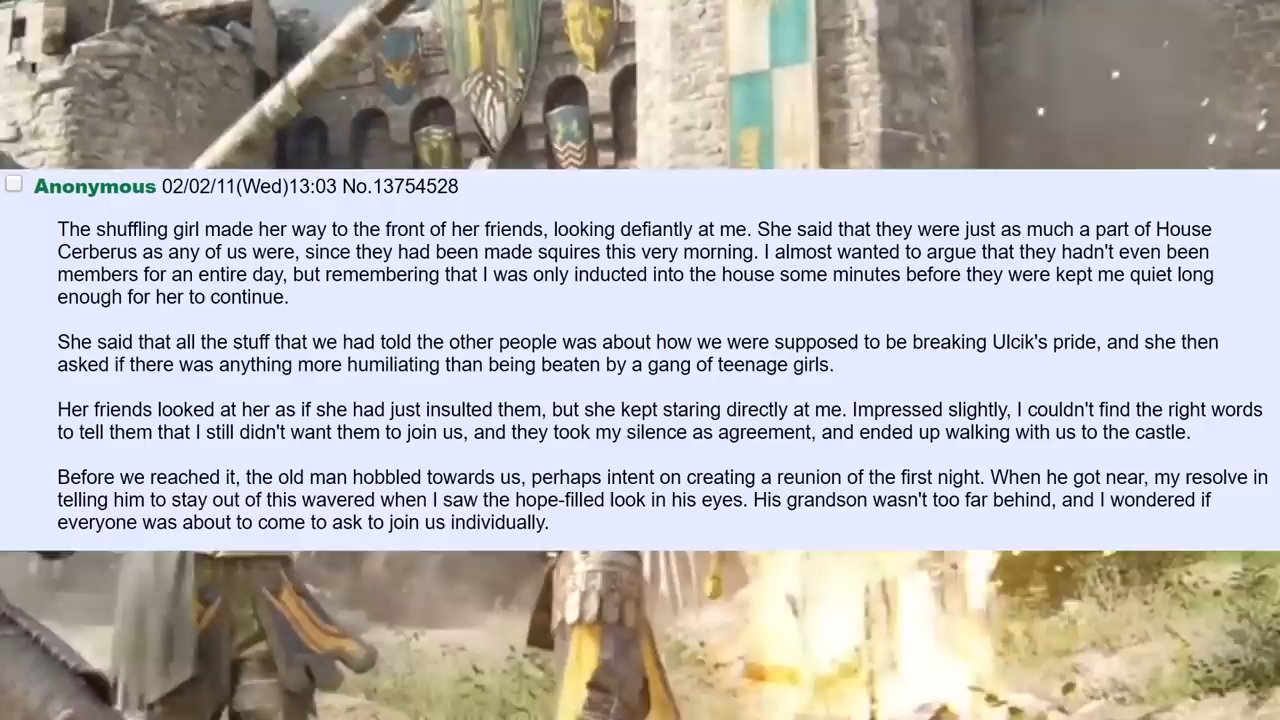 Anonymous 02/02/11(Wed)13:03 No.13754528
The shuffling girl made her way to the front of her friends, looking defiantly at me. She said that they were just as much a part of House
Cerberus as any of us were, since they had been made squires this very morning. I almost wanted to argue that they hadn't even been
members for an entire day, but remembering that I was only inducted into the house some minutes before they were kept me quiet long
enough for her to continue.
She said that all the stuff that we had told the other people was about how we were supposed to be breaking Ulcik's pride, and she then
asked if there was anything more humiliating than being beaten by a gang of teenage girls.
Her friends looked at her as if she had just insulted them, but she kept staring directly at me. Impressed slightly, I couldn't find the right words
to tell them that I still didn't want them to join us, and they took my silence as agreement, and ended up walking with us to the castle.
Before we reached it, the old man hobbled towards us, perhaps intent on creating a reunion of the first night. When he got near, my resolve in
telling him to stay out of this wavered when I saw the hope-filled look in his eyes. His grandson wasn't too far behind, and I wondered if
everyone was about to come to ask to join us individually.